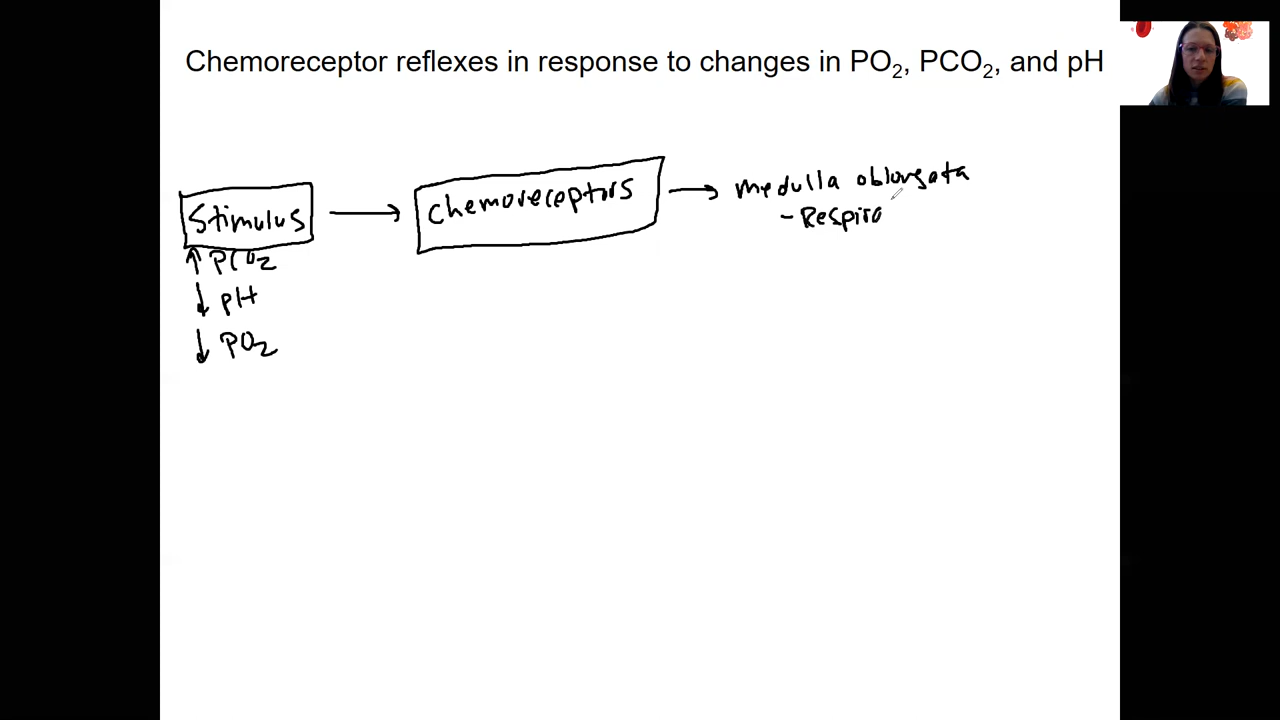 Chemoreceptor reflexes in response to changes in PO₂, PCO₂, and pH
Stimulus → Chemoreceptors → medulla oblongata
- Respira
↑ PCO₂
↓ pH
↓ PO₂